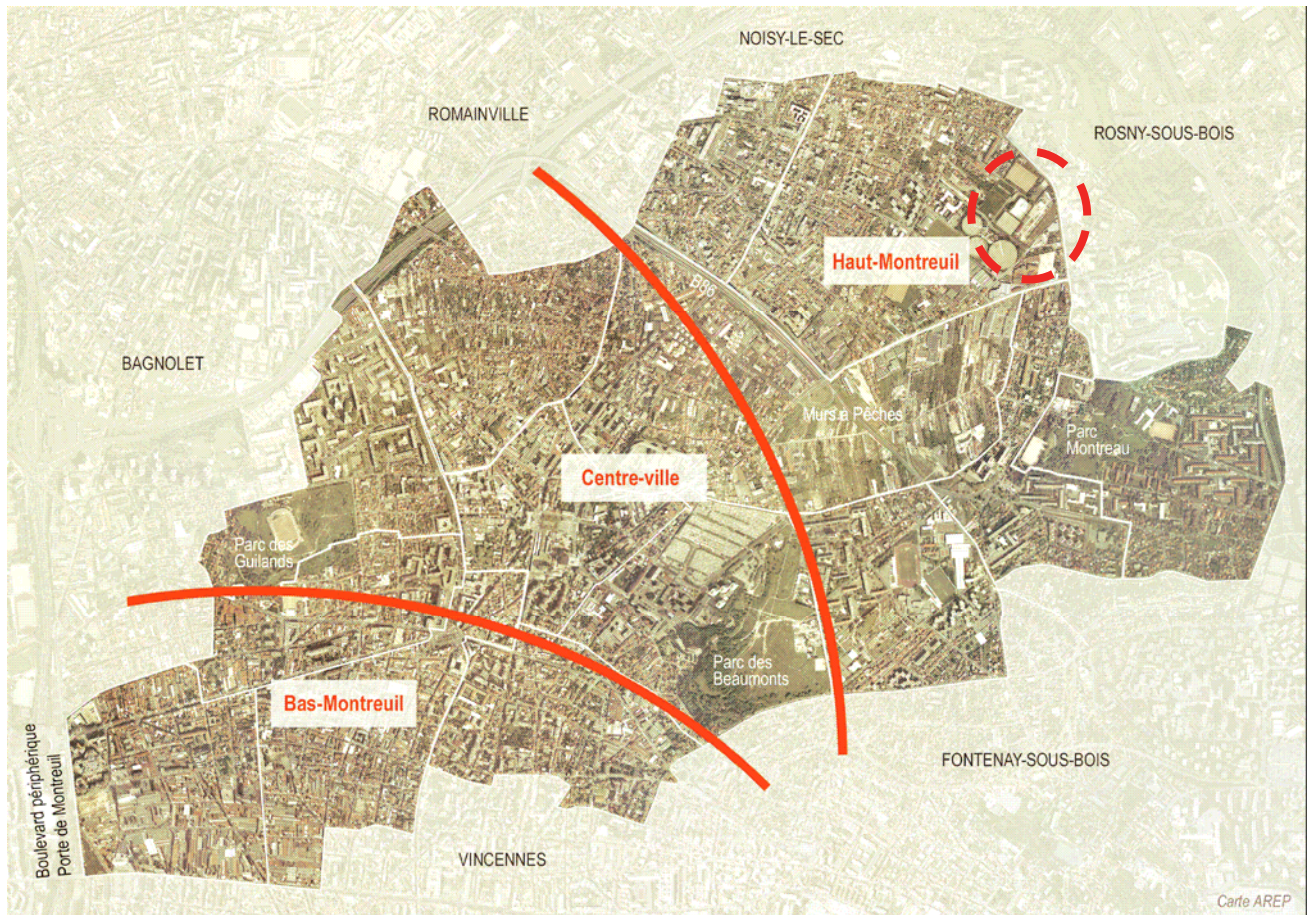 NOISY-LE-SEC
ROMAINVILLE
ROSNY-SOUS-BOIS
Haut-Montreuil
B86
BAGNOLET
Murs à Pêches
Parc
Montreau
Centre-ville
Parc des
Guilands
Parc des
Beaumonts
Bas-Montreuil
Boulevard périphérique
Porte de Montreuil
FONTENAY-SOUS-BOIS
VINCENNES
Carte AREP